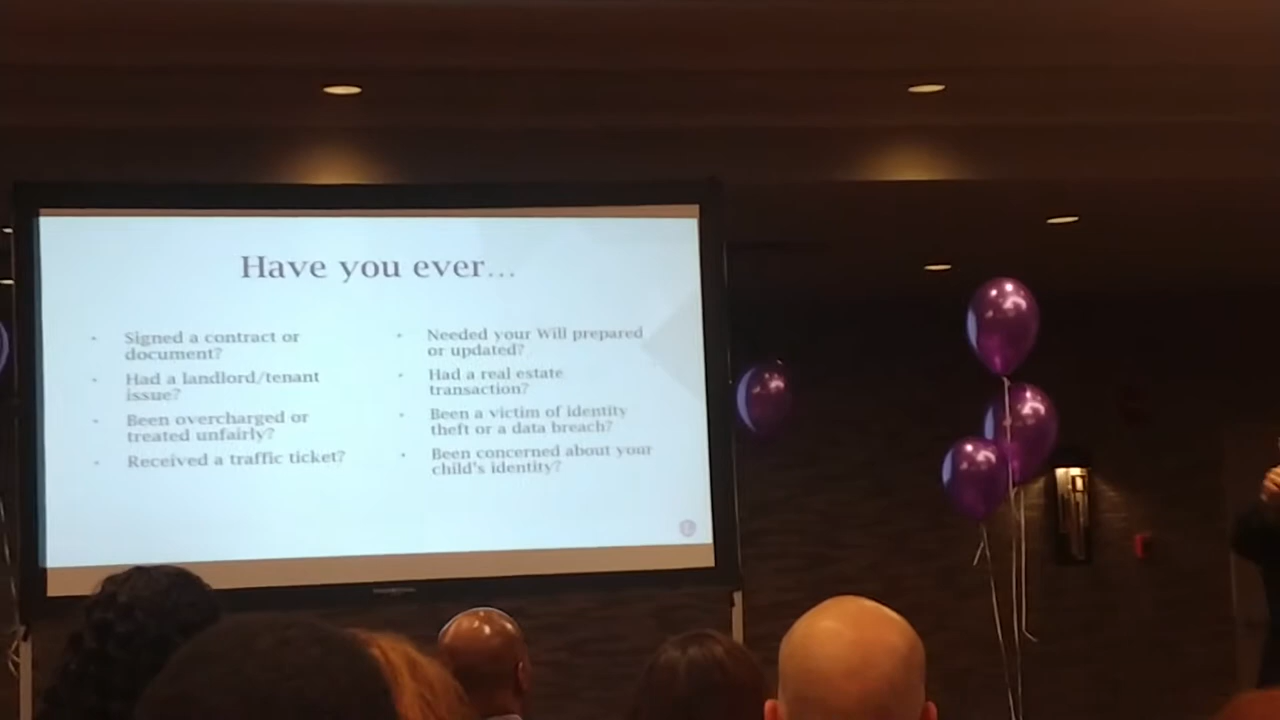 Have you ever...
• Signed a contract or
document?
• Had a landlord/tenant
issue?
• Been overcharged or
treated unfairly?
• Received a traffic ticket?
• Needed your Will prepared
or updated?
• Had a real estate
transaction?
• Been a victim of identity
theft or a data breach?
• Been concerned about your
child's identity?